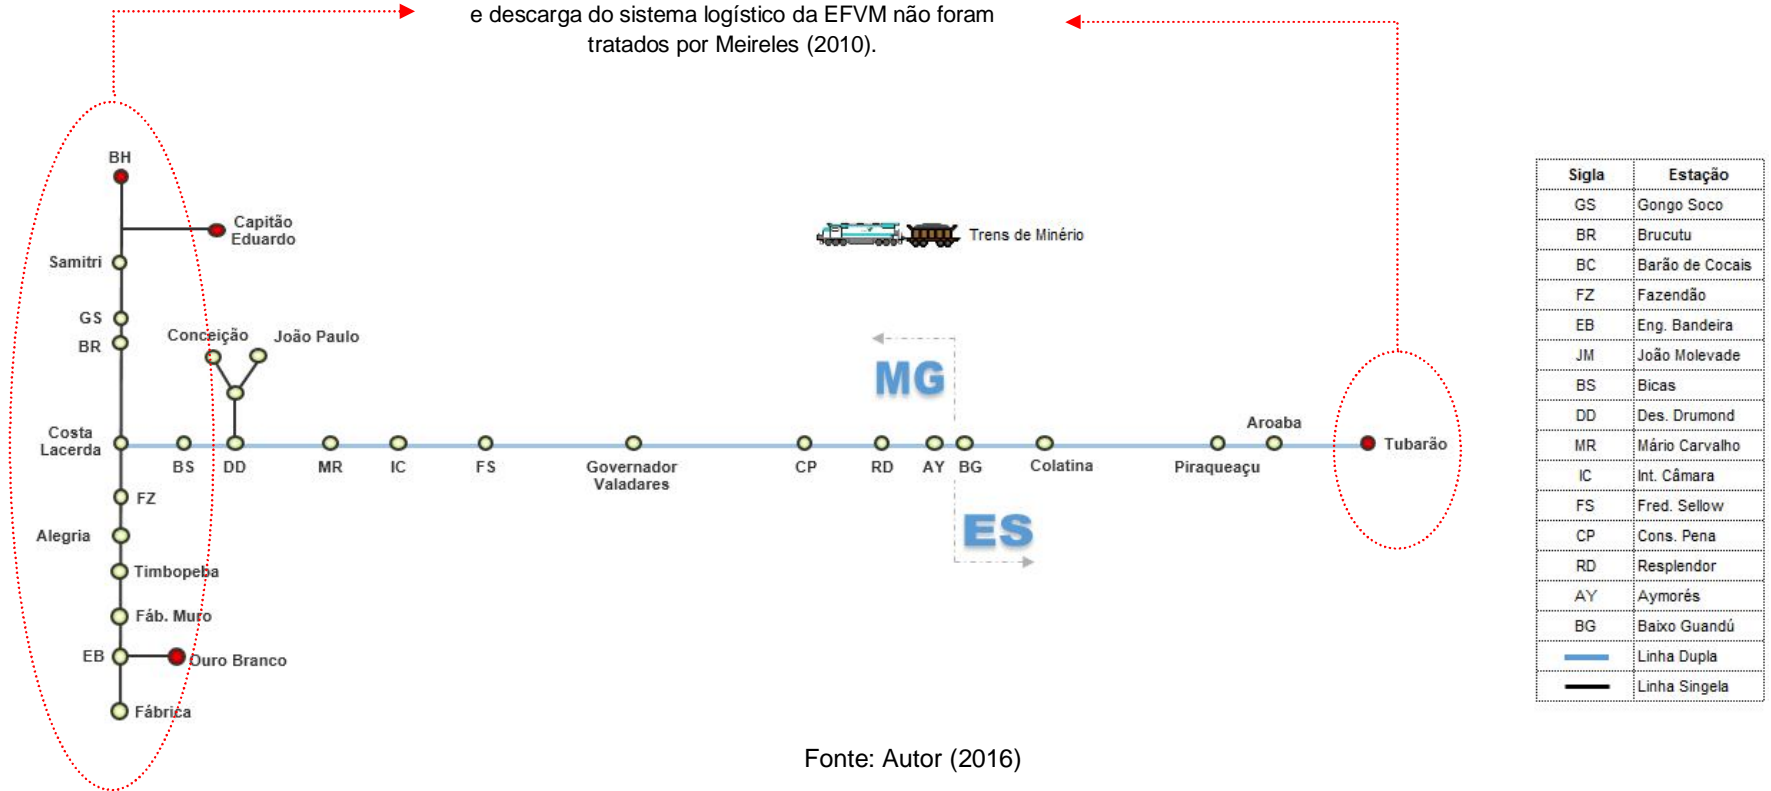 e descarga do sistema logístico da EFVM não foram
tratados por Meireles (2010).
BH
Capitão
Eduardo
Samitri
GS
BR
Conceição
João Paulo
Costa
Lacerda
BS
DD
MR
IC
FS
Governador
Valadares
CP
RD
AY
BG
Colatina
Piraqueaçu
Aroaba
Tubarão
FZ
Alegria
Timbopeba
Fáb. Muro
EB
Ouro Branco
Fábrica
Trens de Minério
MG
ES
Sigla Estação
GS Gongo Soco
BR Brucutu
BC Barão de Cocais
FZ Fazendão
EB Eng. Bandeira
JM João Molevade
BS Bicas
DD Des. Drumond
MR Mário Carvalho
IC Int. Câmara
FS Fred. Sellow
CP Cons. Pena
RD Resplendor
AY Aymorés
BG Baixo Guandú
Linha Dupla
Linha Singela
Fonte: Autor (2016)